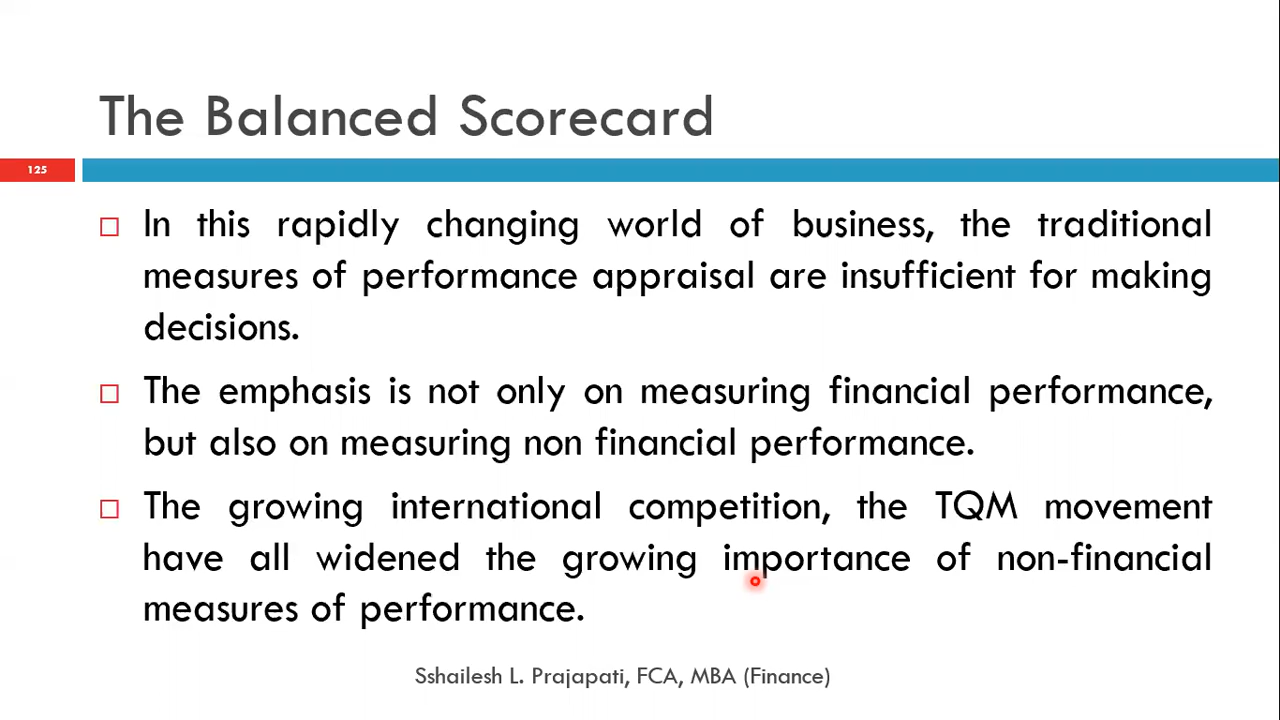 The Balanced Scorecard
125
In this rapidly changing world of business, the traditional
measures of performance appraisal are insufficient for making
decisions.
The emphasis is not only on measuring financial performance,
but also on measuring non financial performance.
The growing international competition, the TQM movement
have all widened the growing importance of non-financial
measures of performance.
Sshailesh L. Prajapati, FCA, MBA (Finance)